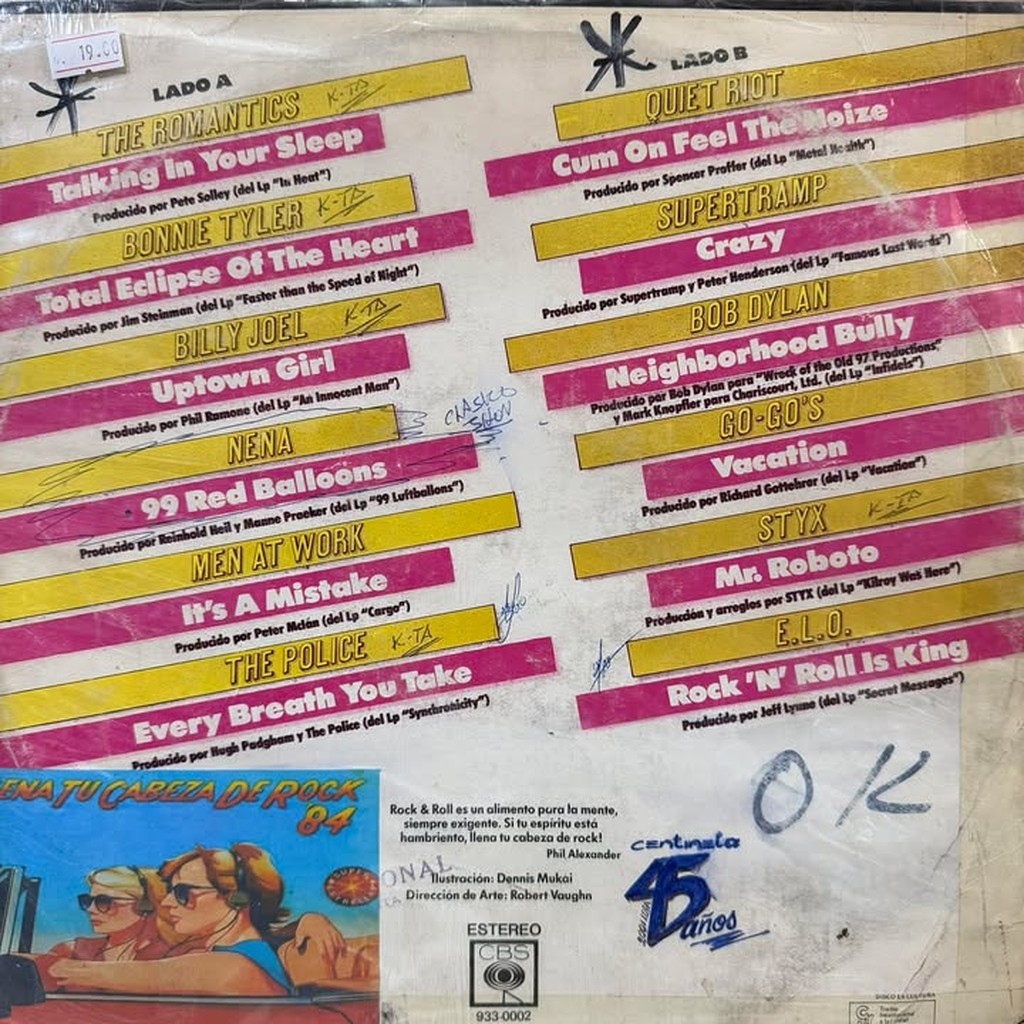 19.00
LADO A
THE ROMANTICS K-TA
Talking In Your Sleep
Producido por Pete Solley (del Lp "In Heat")
BONNIE TYLER K-TA
Total Eclipse Of The Heart
Producido por Jim Steinman (del Lp "Faster than the Speed of Night")
BILLY JOEL K-TA
Uptown Girl
Producido por Phil Ramone (del Lp "An Innocent Man")
CLASICO
SHOW
NENA
99 Red Balloons
Producido por Reinhold Heil y Manne Praeker (del Lp "99 Luftballons")
MEN AT WORK
It's A Mistake
Producido por Peter McIan (del Lp "Cargo")
THE POLICE K-TA
Every Breath You Take
Producido por Hugh Padgham y The Police (del Lp "Synchronicity")
LADO B
QUIET RIOT
Cum On Feel The Noize
Producido por Spencer Proffer (del Lp "Metal Health")
SUPERTRAMP
Crazy
Producido por Supertramp y Peter Henderson (del Lp "Famous Last Words")
BOB DYLAN
Neighborhood Bully
Producido por Bob Dylan para "Wreck of the Old 97 Productions"
y Mark Knopfler para Chariscourt, Ltd. (del Lp "Infidels")
GO-GO'S
Vacation
Producido por Richard Gottehrer (del Lp "Vacation")
STYX K-TA
Mr. Roboto
Producción y arreglos por STYX (del Lp "Kilroy Was Here")
E.L.O.
Rock 'N' Roll Is King
Producido por Jeff Lynne (del Lp "Secret Messages")
OK
ENA TU CABEZA DE ROCK
84
SUPER
Rock & Roll es un alimento para la mente,
siempre exigente. Si tu espíritu está
hambriento, llena tu cabeza de rock!
Phil Alexander
ONAL
Ilustración: Dennis Mukai
Dirección de Arte: Robert Vaughn
centinela
45
años
ESTEREO
CBS
933-0002
DISCO ES CULTURA